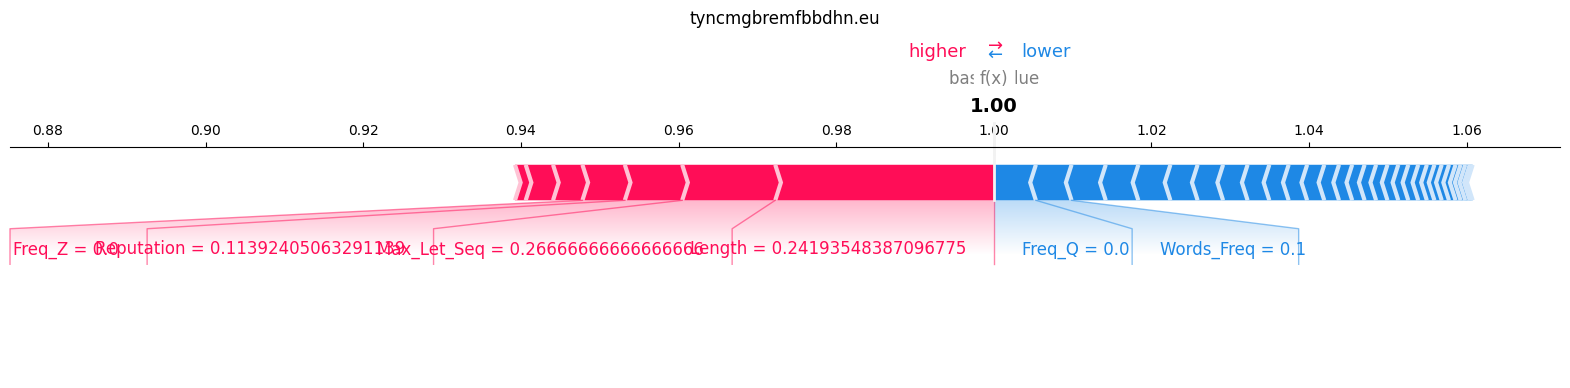 tyncmgbremfbbdhn.eu
higher ⇄ lower
bas f(x) lue
1.00
0.88 0.90 0.92 0.94 0.96 0.98 1.00 1.02 1.04 1.06
Freq_Z = 0.0 Reputation = 0.11392405063291139 Max_Let_Seq = 0.26666666666666666 Length = 0.24193548387096775 Freq_Q = 0.0 Words_Freq = 0.1